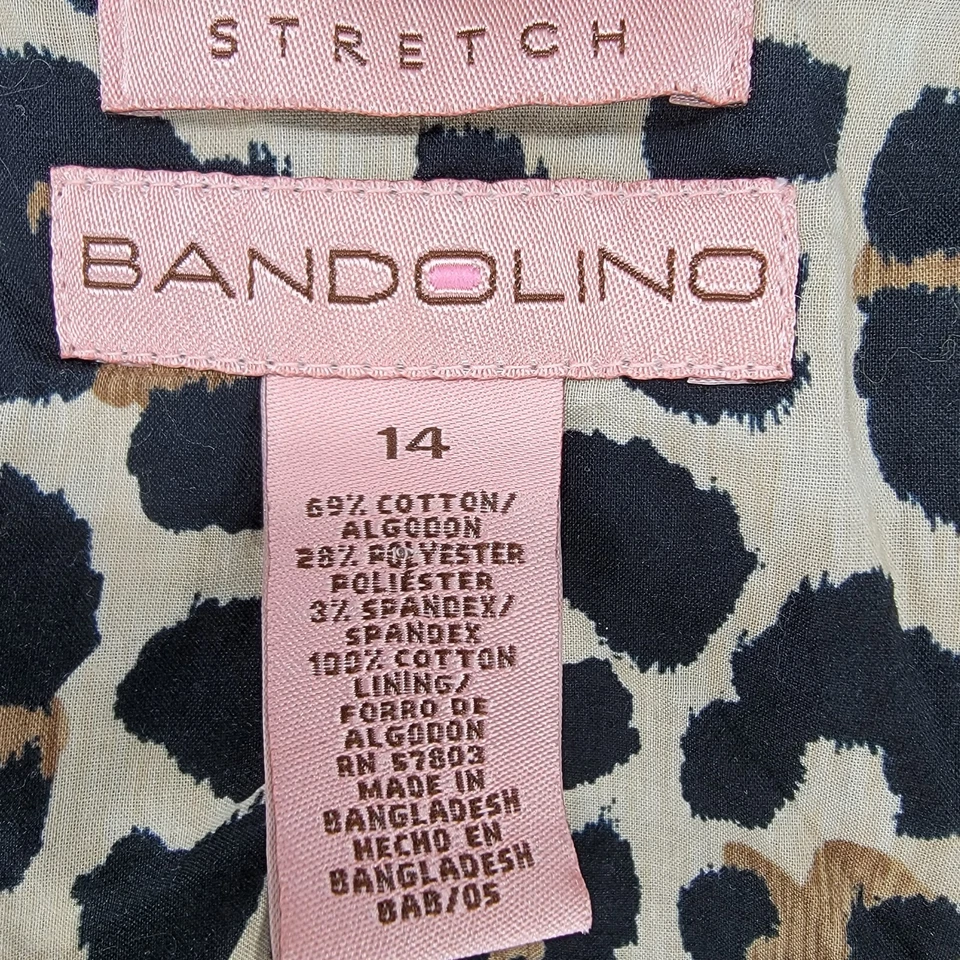 STRETCH
BANDOLINO
14
69% COTTON/
ALGODON
28% POLYESTER
POLIÉSTER
3% SPANDEX/
SPANDEX
100% COTTON
LINING/
FORRO DE
ALGODON
RN 57803
MADE IN
BANGLADESH
HECHO EN
BANGLADESH
BAB/05